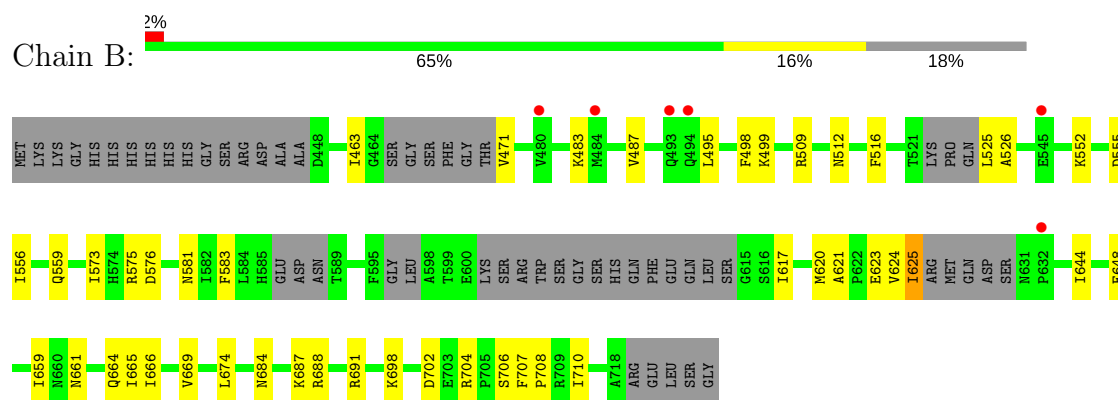 2%
Chain B:
65% 16% 18%
MET LYS LYS GLY HIS HIS HIS HIS HIS HIS GLY SER ARG ASP ALA ALA D448 I463 G464 SER GLY SER PHE GLY THR V471 V480 K483 M484 V487 Q493 Q494 L495 F498 K499 R509 N512 F516 T521 LYS PRO GLN L525 A526 E545 K552 D555
I556 Q559 I573 H574 R575 D576 N581 I582 F583 L584 H585 GLU ASP ASN T589 F595 GLY LEU A598 T599 E600 LYS SER ARG TRP SER GLY SER HIS GLN PHE GLU GLN LEU SER G615 S616 I617 M620 A621 P622 E623 V624 I625 ARG MET GLN ASP SER N631 P632 I644
I659 N660 N661 Q664 I665 I666 V669 L674 N684 K687 R688 R691 K698 D702 E703 R704 P705 S706 F707 P708 R709 I710 A718 ARG GLU LEU SER GLY